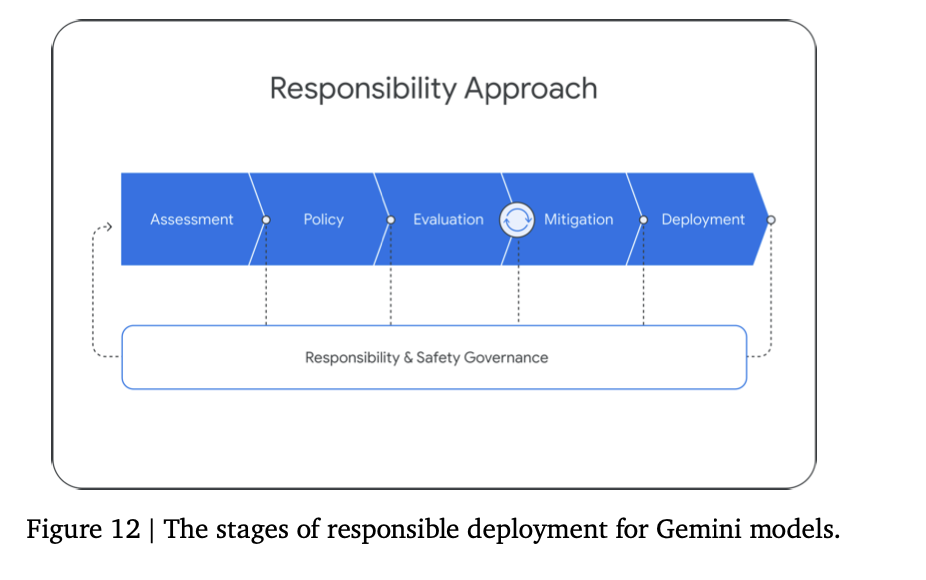 Responsibility Approach
Assessment
Policy
Evaluation
Mitigation
Deployment
Responsibility & Safety Governance
Figure 12 | The stages of responsible deployment for Gemini models.